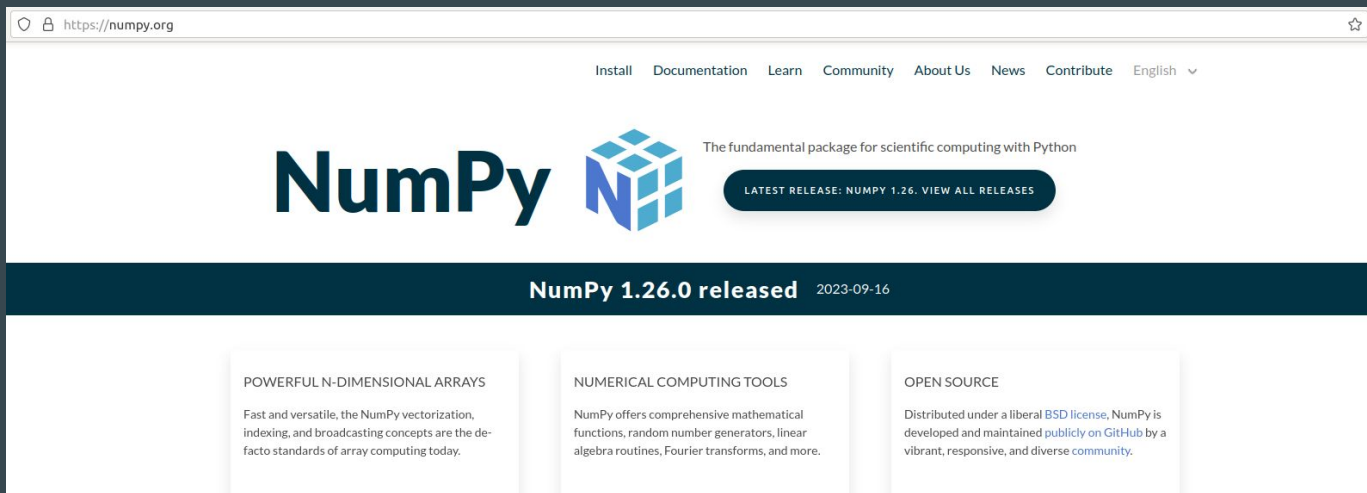 https://numpy.org
Install Documentation Learn Community About Us News Contribute English
NumPy
The fundamental package for scientific computing with Python
LATEST RELEASE: NUMPY 1.26. VIEW ALL RELEASES
NumPy 1.26.0 released 2023-09-16
POWERFUL N-DIMENSIONAL ARRAYS
Fast and versatile, the NumPy vectorization,
indexing, and broadcasting concepts are the de-
facto standards of array computing today.
NUMERICAL COMPUTING TOOLS
NumPy offers comprehensive mathematical
functions, random number generators, linear
algebra routines, Fourier transforms, and more.
OPEN SOURCE
Distributed under a liberal BSD license, NumPy is
developed and maintained publicly on GitHub by a
vibrant, responsive, and diverse community.